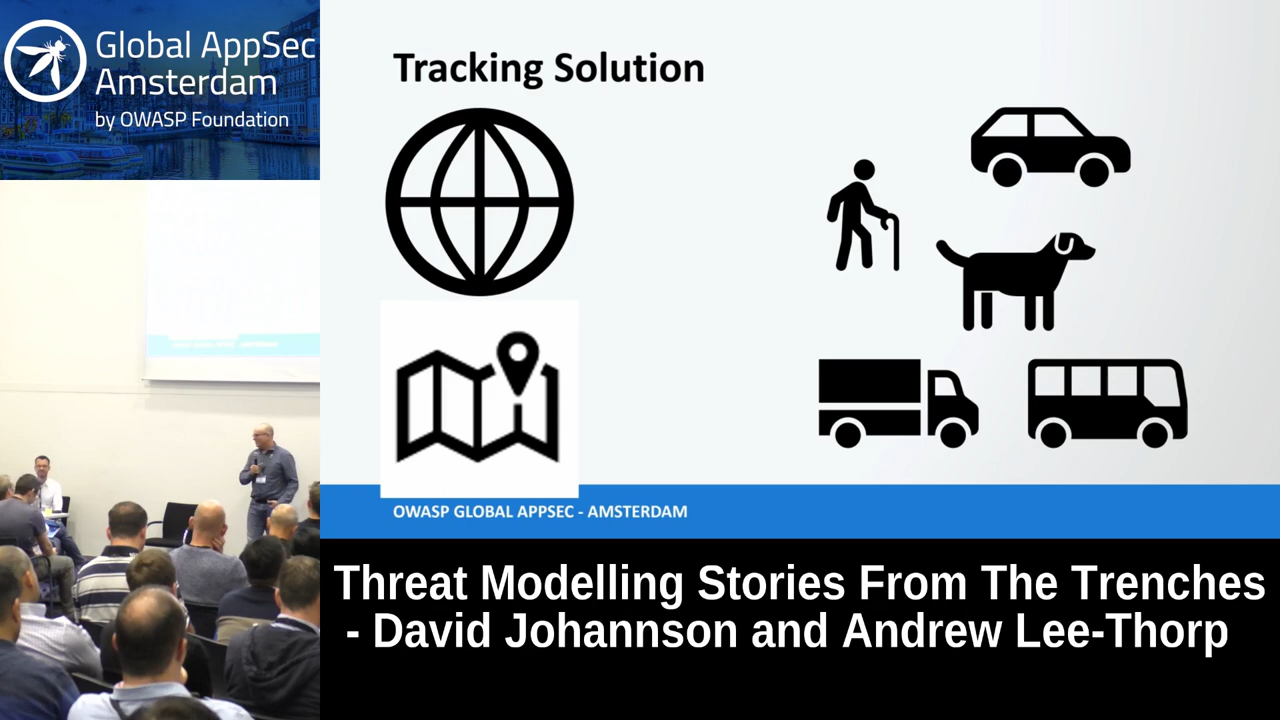 Global AppSec
Amsterdam
by OWASP Foundation
Tracking Solution
OWASP GLOBAL APPSEC - AMSTERDAM
Threat Modelling Stories From The Trenches
- David Johannson and Andrew Lee-Thorp